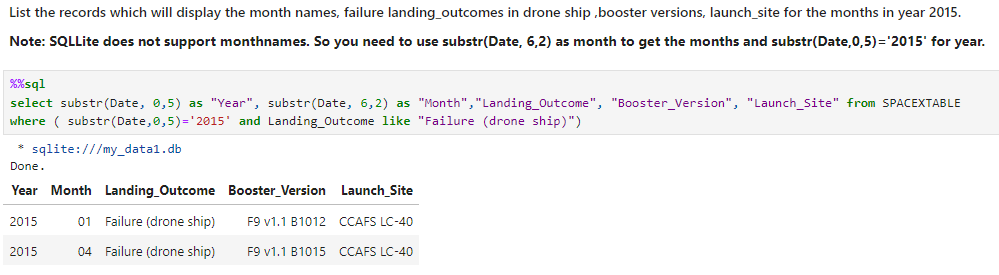 List the records which will display the month names, failure landing_outcomes in drone ship ,booster versions, launch_site for the months in year 2015.
Note: SQLLite does not support monthnames. So you need to use substr(Date, 6,2) as month to get the months and substr(Date,0,5)='2015' for year.
%%sql
select substr(Date, 0,5) as "Year", substr(Date, 6,2) as "Month","Landing_Outcome", "Booster_Version", "Launch_Site" from SPACEXTABLE
where ( substr(Date,0,5)='2015' and Landing_Outcome like "Failure (drone ship)")
* sqlite:///my_data1.db
Done.
Year Month Landing_Outcome Booster_Version Launch_Site
2015 01 Failure (drone ship) F9 v1.1 B1012 CCAFS LC-40
2015 04 Failure (drone ship) F9 v1.1 B1015 CCAFS LC-40